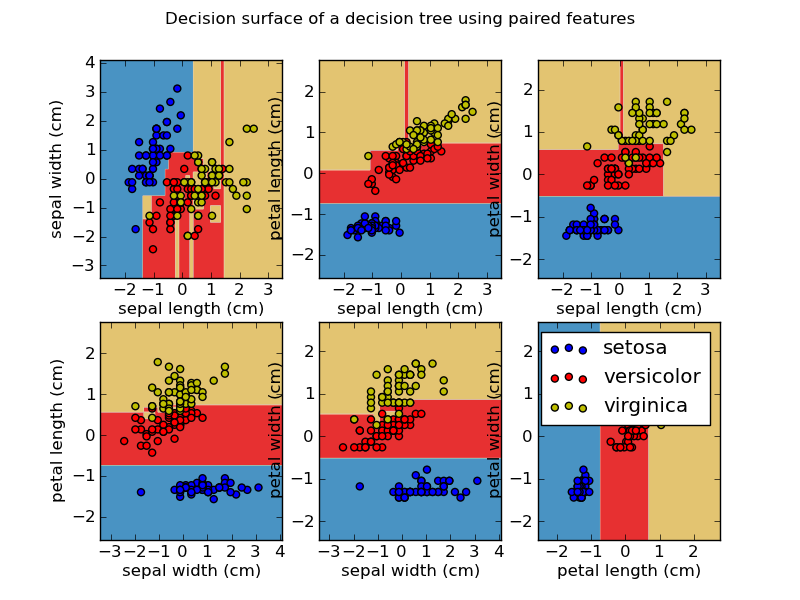 Decision surface of a decision tree using paired features
4
3
2
1
0
−1
−2
−3
sepal width (cm)
−2 −1 0 1 2 3
sepal length (cm)
2
1
0
−1
−2
petal length (cm)
−2 −1 0 1 2 3
sepal length (cm)
2
1
0
−1
−2
petal width (cm)
−2 −1 0 1 2 3
sepal length (cm)
2
1
0
−1
−2
petal length (cm)
−3 −2 −1 0 1 2 3 4
sepal width (cm)
2
1
0
−1
−2
petal width (cm)
−3 −2 −1 0 1 2 3 4
sepal width (cm)
2
1
0
−1
−2
petal width (cm)
setosa
versicolor
virginica
−2 −1 0 1 2
petal length (cm)